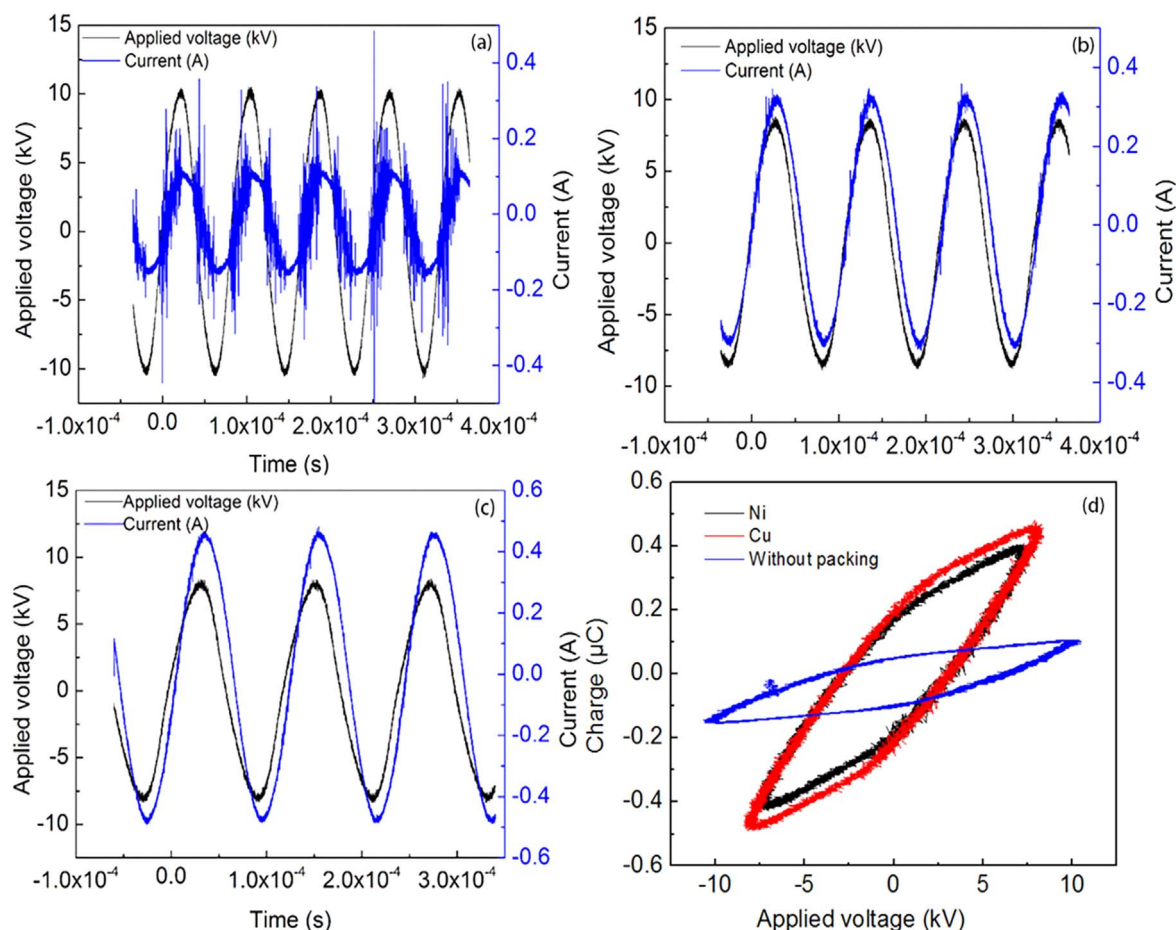 (a)
Applied voltage (kV)
Current (A)
15
10
5
0
-5
-10
Applied voltage (kV)
0.4
0.2
0.0
-0.2
-0.4
Current (A)
-1.0x10⁻⁴
0.0
1.0x10⁻⁴
2.0x10⁻⁴
3.0x10⁻⁴
4.0x10⁻⁴
Time (s)
(b)
Applied voltage (kV)
Current (A)
15
10
5
0
-5
-10
Applied voltage (kV)
0.4
0.2
0.0
-0.2
-0.4
Current (A)
-1.0x10⁻⁴
0.0
1.0x10⁻⁴
2.0x10⁻⁴
3.0x10⁻⁴
4.0x10⁻⁴
Time (s)
(c)
Applied voltage (kV)
Current (A)
15
10
5
0
-5
-10
Applied voltage (kV)
0.6
0.4
0.2
0.0
-0.2
-0.4
-0.6
Current (A)
-1.0x10⁻⁴
0.0
1.0x10⁻⁴
2.0x10⁻⁴
3.0x10⁻⁴
Time (s)
(d)
Ni
Cu
Without packing
0.6
0.4
0.2
0.0
-0.2
-0.4
-0.6
Charge (µC)
-10
-5
0
5
10
Applied voltage (kV)